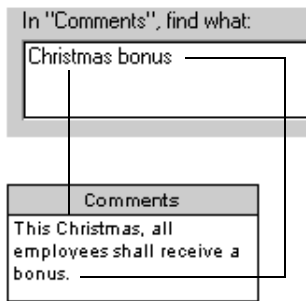 In "Comments", find what:
Christmas bonus
Comments
This Christmas, all
employees shall receive a
bonus.